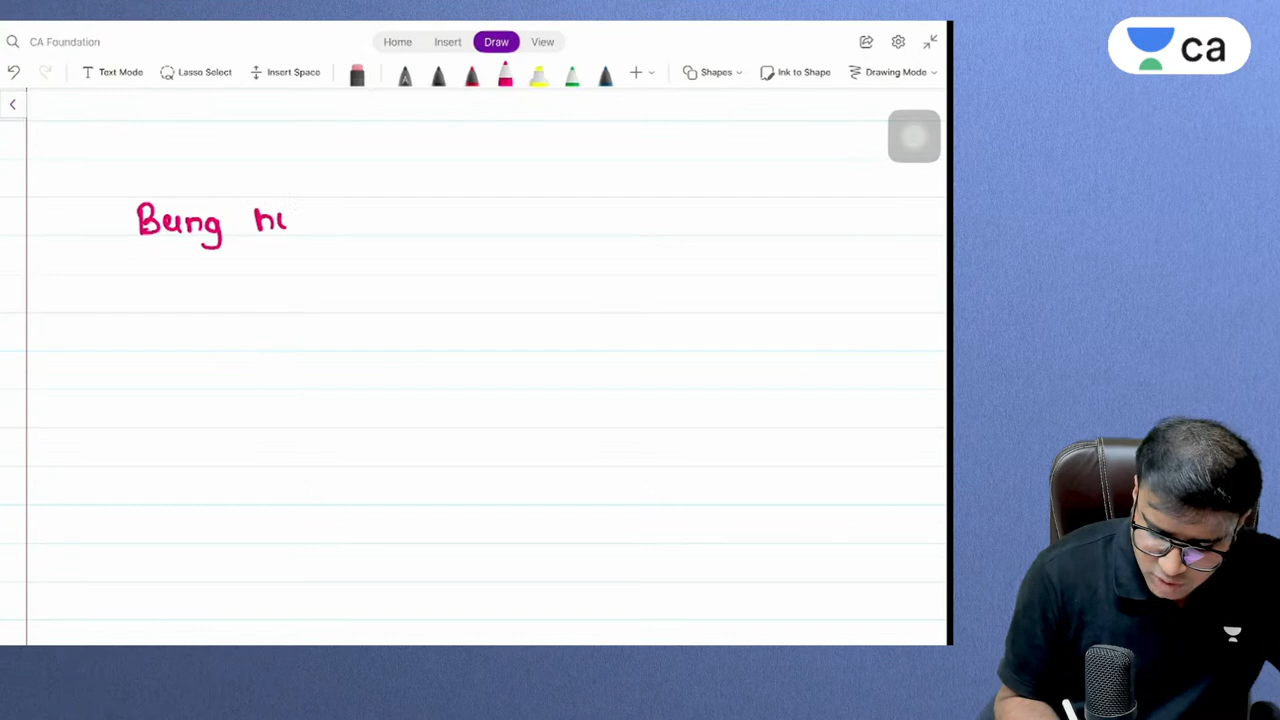 ca
CA Foundation
Home Insert Draw View
Text Mode Lasso Select Insert Space + Shapes Ink to Shape Drawing Mode
Being hi